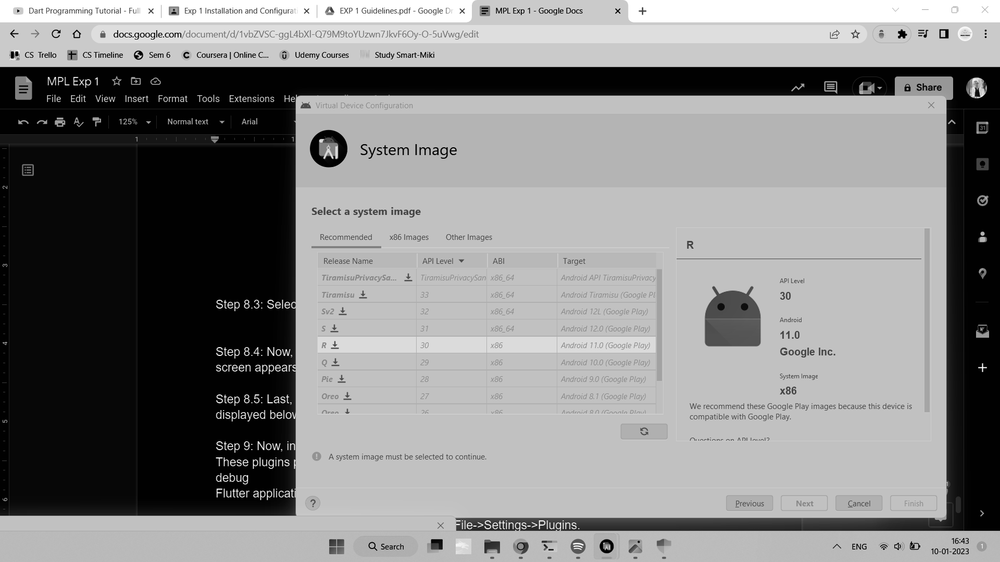 Dart Programming Tutorial - Full
Exp 1 Installation and Configurati
EXP 1 Guidelines.pdf - Google Dr
MPL Exp 1 - Google Docs
docs.google.com/document/d/1vbZVSC-ggL4bXl-Q79M9toYUzwn7JkvF6Oy-O-5uVwg/edit
CS Trello
CS Timeline
Sem 6
Coursera | Online C...
Udemy Courses
Study Smart-Miki
MPL Exp 1
File Edit View Insert Format Tools Extensions Hel
Share
125%
Normal text
Arial
Virtual Device Configuration
System Image
Select a system image
Recommended x86 Images Other Images
Release Name API Level ABI Target
TiramisuPrivacySa... TiramisuPrivacySan x86_64 Android API TiramisuPrivacy
Tiramisu 33 x86_64 Android Tiramisu (Google Pl
Sv2 32 x86_64 Android 12L (Google Play)
S 31 x86_64 Android 12.0 (Google Play)
R 30 x86 Android 11.0 (Google Play)
Q 29 x86 Android 10.0 (Google Play)
Pie 28 x86 Android 9.0 (Google Play)
Oreo 27 x86 Android 8.1 (Google Play)
Oreo 26 x86 Android 8.0 (Google Play)
R
API Level
30
Android
11.0
Google Inc.
System Image
x86
We recommend these Google Play images because this device is
compatible with Google Play.
Questions on API level?
A system image must be selected to continue.
?
Previous Next Cancel Finish
Step 8.3: Selec
Step 8.4: Now,
screen appears
Step 8.5: Last,
displayed below
Step 9: Now, in
These plugins p
debug
Flutter applicati
File->Settings->Plugins.
1
1
2
3
4
5
6
31
Search
ENG
16:43
10-01-2023
1